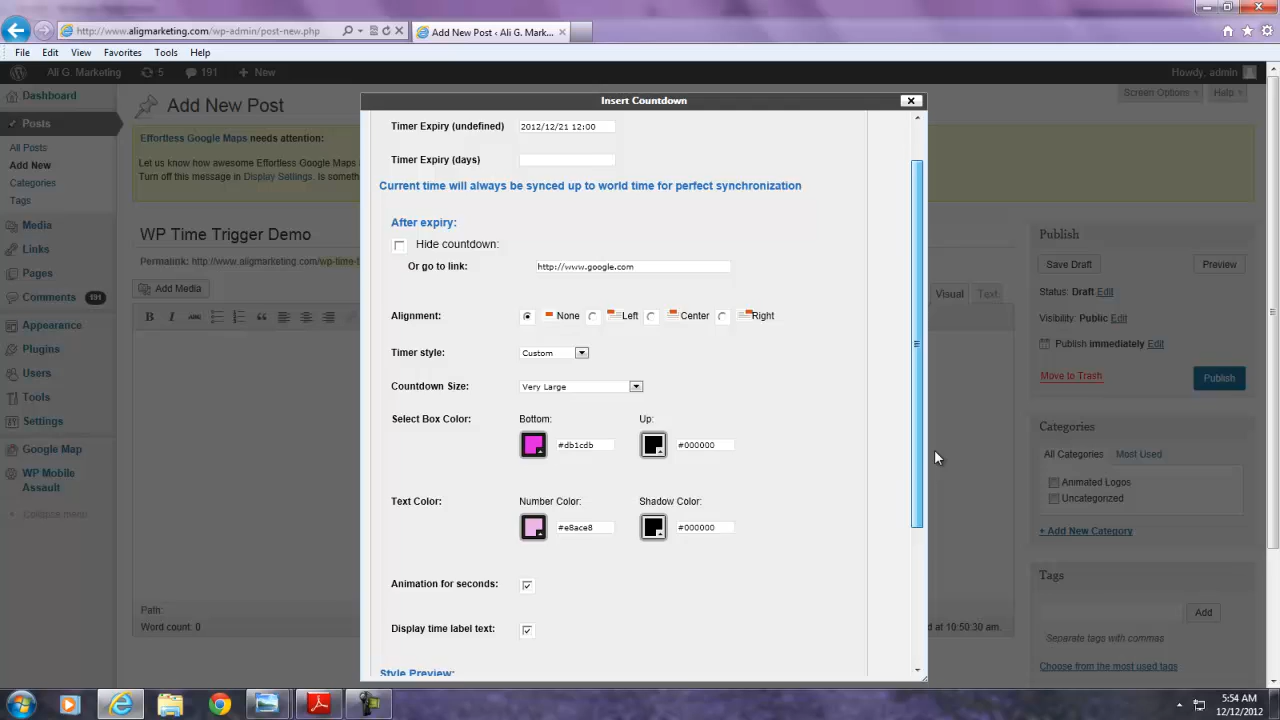 http://www.aligmarketing.com/wp-admin/post-new.php
Add New Post ‹ Ali G. Mark...
File Edit View Favorites Tools Help
Ali G. Marketing 5 191 + New
Howdy, admin
Dashboard
Posts
All Posts
Add New
Categories
Tags
Media
Links
Pages
Comments 191
Appearance
Plugins
Users
Tools
Settings
Google Map
WP Mobile
Assault
Collapse menu
Add New Post
Screen Options
Help
Effortless Google Maps needs attention:
Let us know how awesome Effortless Google Maps
Turn off this message in Display Settings. Is someth
WP Time Trigger Demo
Permalink: http://www.aligmarketing.com/wp-time-t
Add Media
Visual Text
B I ABC
Path:
Word count: 0
d at 10:50:30 am.
Insert Countdown
Timer Expiry (undefined) 2012/12/21 12:00
Timer Expiry (days)
Current time will always be synced up to world time for perfect synchronization
After expiry:
Hide countdown:
Or go to link: http://www.google.com
Alignment: None Left Center Right
Timer style: Custom
Countdown Size: Very Large
Select Box Color: Bottom: Up:
#db1cdb #000000
Text Color: Number Color: Shadow Color:
#e8ace8 #000000
Animation for seconds:
Display time label text:
Style Preview:
Publish
Save Draft Preview
Status: Draft Edit
Visibility: Public Edit
Publish immediately Edit
Move to Trash Publish
Categories
All Categories Most Used
Animated Logos
Uncategorized
+ Add New Category
Tags
Add
Separate tags with commas
Choose from the most used tags
5:54 AM
12/12/2012